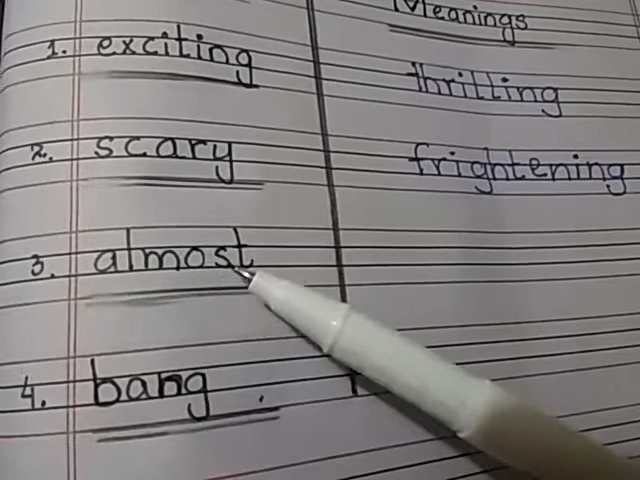 Meanings
1. exciting thrilling
2. scary frightening
3. almost
4. bang.